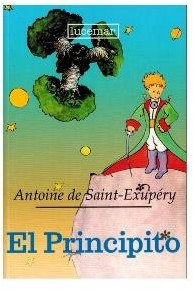 lucemar
Antoine de Saint-Exupéry
El Principito